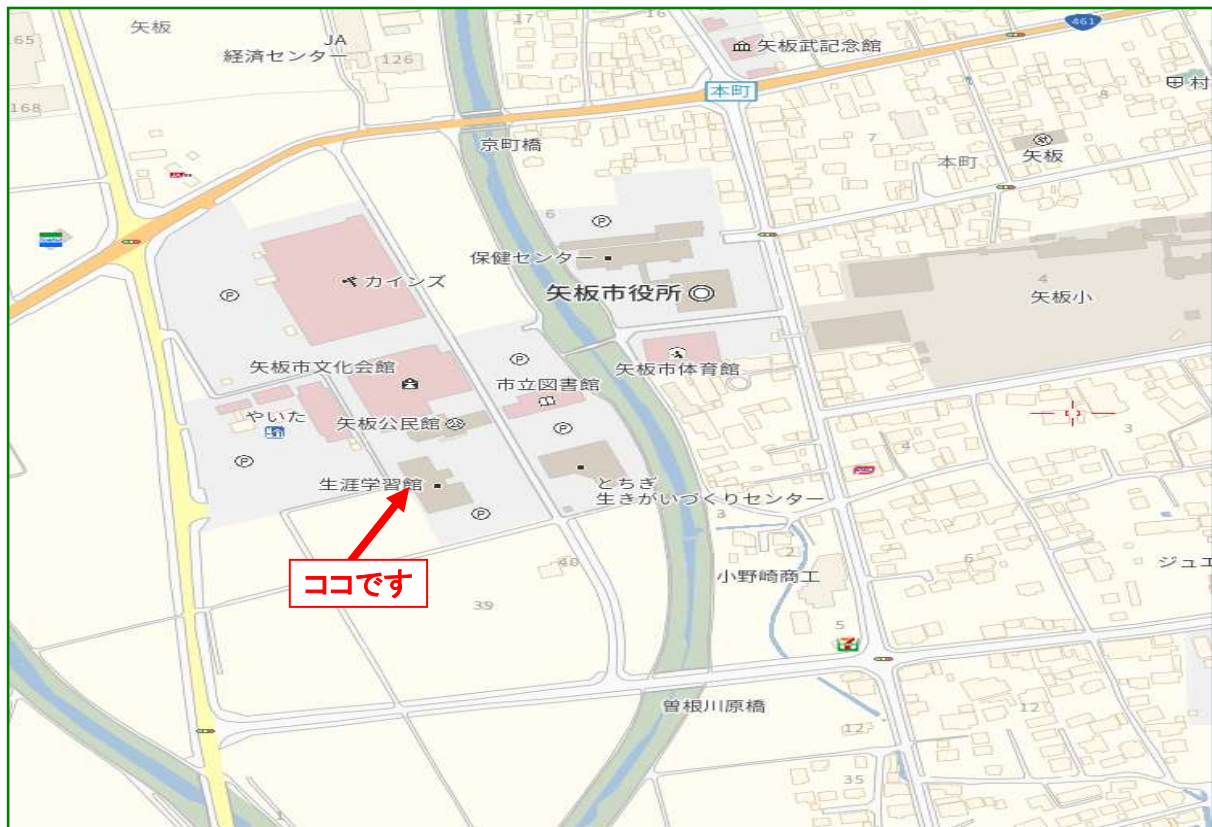 17
16
461
165
矢板
JA
経済センター
126
矢板武記念館
本町
168
8
村
京町橋
7
本町
矢板
JA
6
P
保健センター
矢板市役所
4
矢板小
カインズ
P
矢板市文化会館
P
市立図書館
矢板市体育館
やいた
矢板公民館
P
3
P
4
生涯学習館
とちぎ
生きがいづくりセンター
P
3
ココです
40
2
小野崎商工
6
ジュエ
39
5
7
曽根川原橋
12
12
35
1